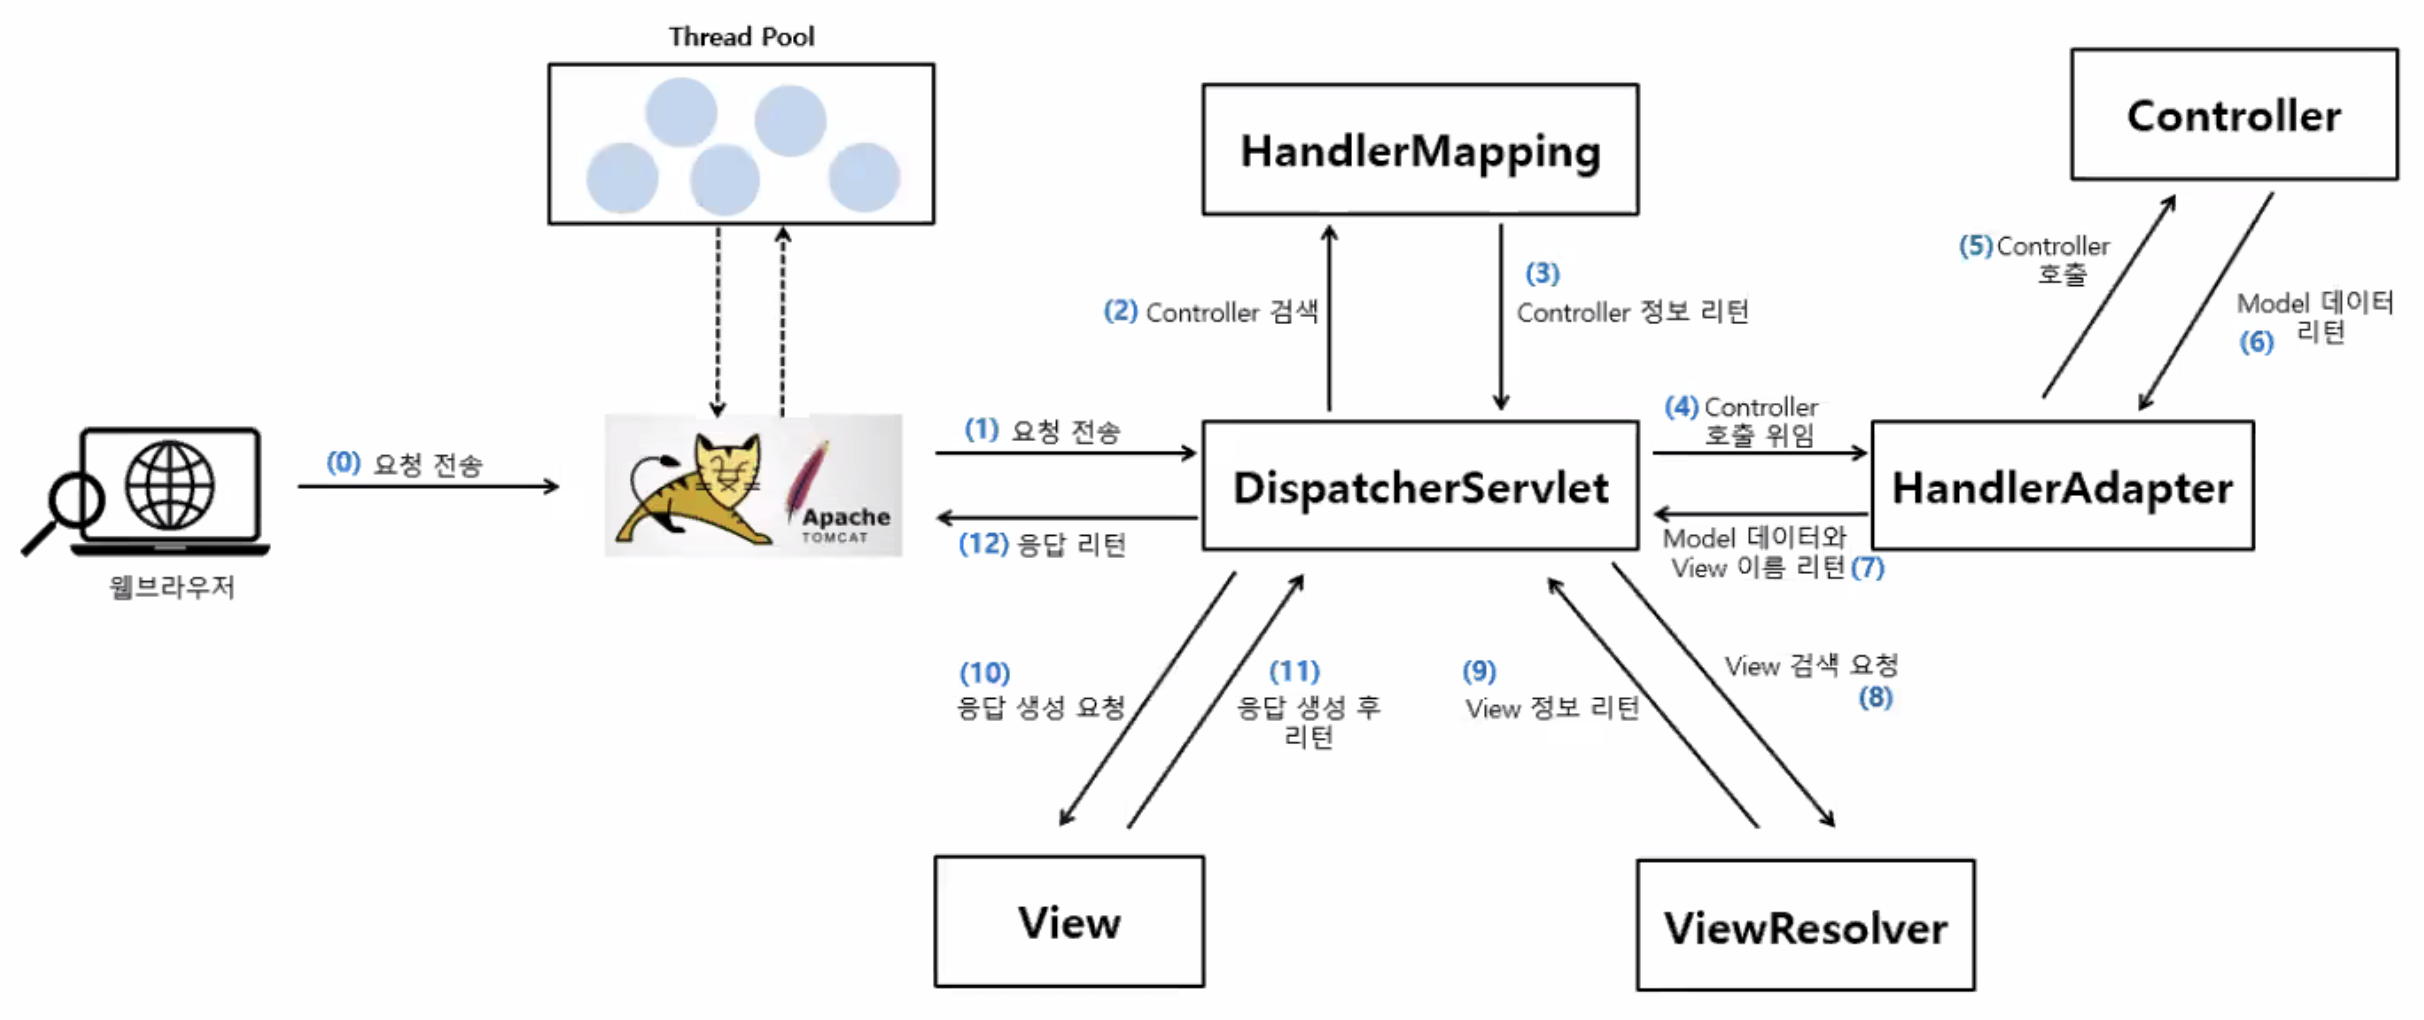 Thread Pool
HandlerMapping
Controller
(5) Controller
호출
(3)
(2) Controller 검색
Controller 정보 리턴
Model 데이터
리턴
(6)
(0) 요청 전송
(1) 요청 전송
(4) Controller
호출 위임
DispatcherServlet
HandlerAdapter
Apache
TOMCAT
(12) 응답 리턴
Model 데이터와
View 이름 리턴 (7)
웹브라우저
(10)
응답 생성 요청
(11)
응답 생성 후
리턴
(9)
View 정보 리턴
View 검색 요청
(8)
View
ViewResolver